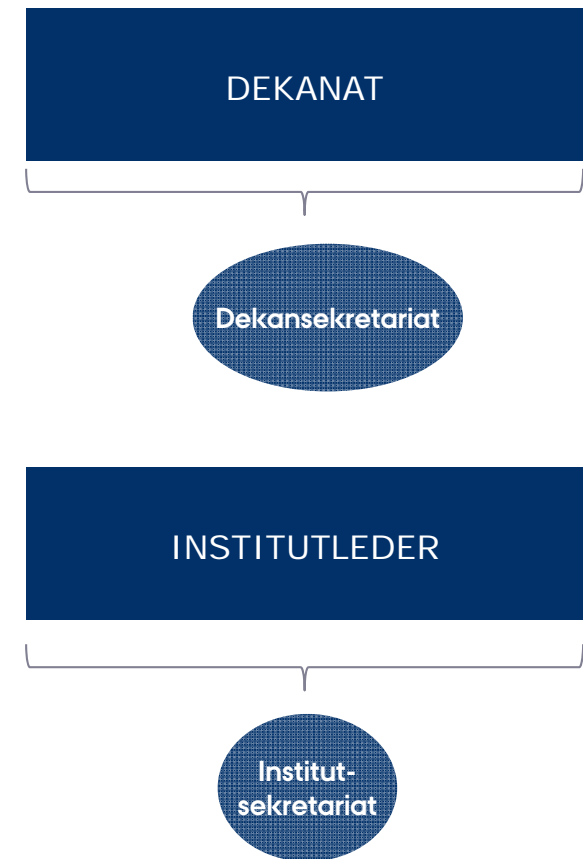 DEKANAT
Dekansekretariat
INSTITUTLEDER
Institut-
sekretariat